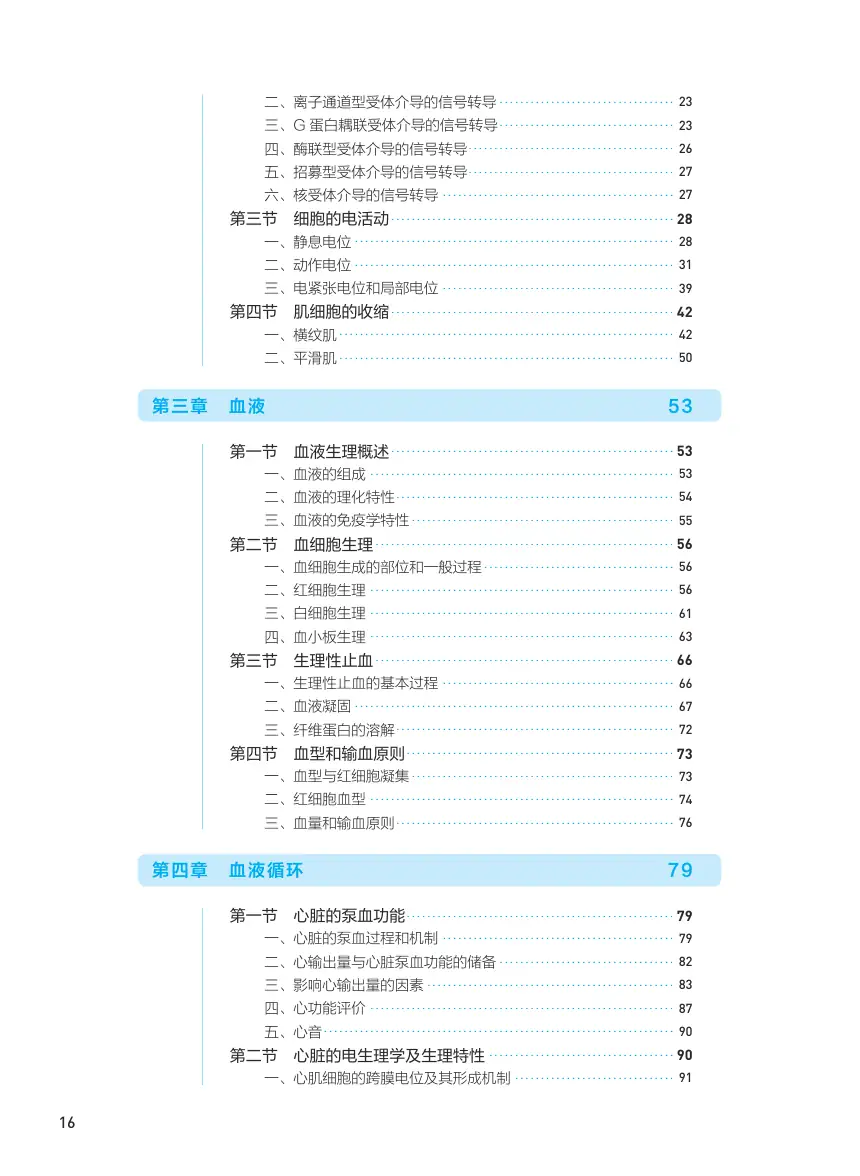 二、离子通道型受体介导的信号转导 23
三、G 蛋白耦联受体介导的信号转导 23
四、酶联型受体介导的信号转导 26
五、招募型受体介导的信号转导 27
六、核受体介导的信号转导 27
第三节 细胞的电活动 28
一、静息电位 28
二、动作电位 31
三、电紧张电位和局部电位 39
第四节 肌细胞的收缩 42
一、横纹肌 42
二、平滑肌 50
第三章 血液 53
第一节 血液生理概述 53
一、血液的组成 53
二、血液的理化特性 54
三、血液的免疫学特性 55
第二节 血细胞生理 56
一、血细胞生成的部位和一般过程 56
二、红细胞生理 56
三、白细胞生理 61
四、血小板生理 63
第三节 生理性止血 66
一、生理性止血的基本过程 66
二、血液凝固 67
三、纤维蛋白的溶解 72
第四节 血型和输血原则 73
一、血型与红细胞凝集 73
二、红细胞血型 74
三、血量和输血原则 76
第四章 血液循环 79
第一节 心脏的泵血功能 79
一、心脏的泵血过程和机制 79
二、心输出量与心脏泵血功能的储备 82
三、影响心输出量的因素 83
四、心功能评价 87
五、心音 90
第二节 心脏的电生理学及生理特性 90
一、心肌细胞的跨膜电位及其形成机制 91
16